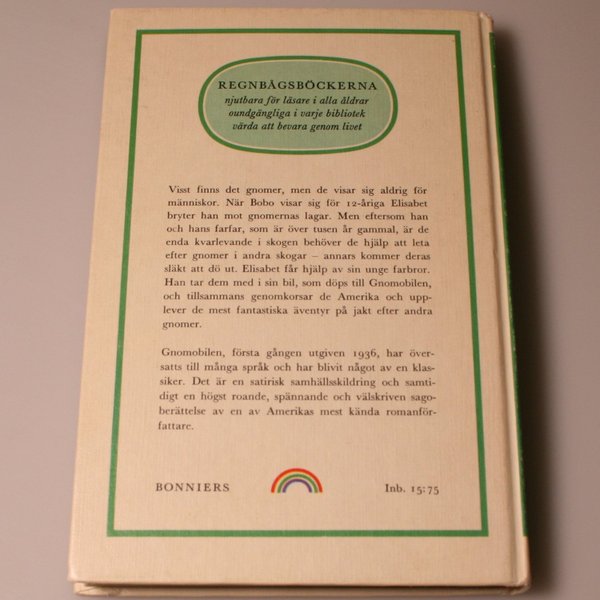 REGNBÅGSBÖCKERNA
njutbara för läsare i alla åldrar
oundgängliga i varje bibliotek
värda att bevara genom livet
Visst finns det gnomer, men de visar sig aldrig för
människor. När Bobo visar sig för 12-åriga Elisabet
bryter han mot gnomernas lagar. Men eftersom han
och hans farfar, som är över tusen år gammal, är de
enda kvarlevande i skogen behöver de hjälp att leta
efter gnomer i andra skogar – annars kommer deras
släkt att dö ut. Elisabet får hjälp av sin unge farbror.
Han tar dem med i sin bil, som döps till Gnomobilen,
och tillsammans genomkorsar de Amerika och upp-
lever de mest fantastiska äventyr på jakt efter andra
gnomer.
Gnomobilen, första gången utgiven 1936, har över-
satts till många språk och har blivit något av en klas-
siker. Det är en satirisk samhällsskildring och samti-
digt en högst roande, spännande och välskriven sago-
berättelse av en av Amerikas mest kända romanför-
fattare.
BONNIERS
Inb. 15:75